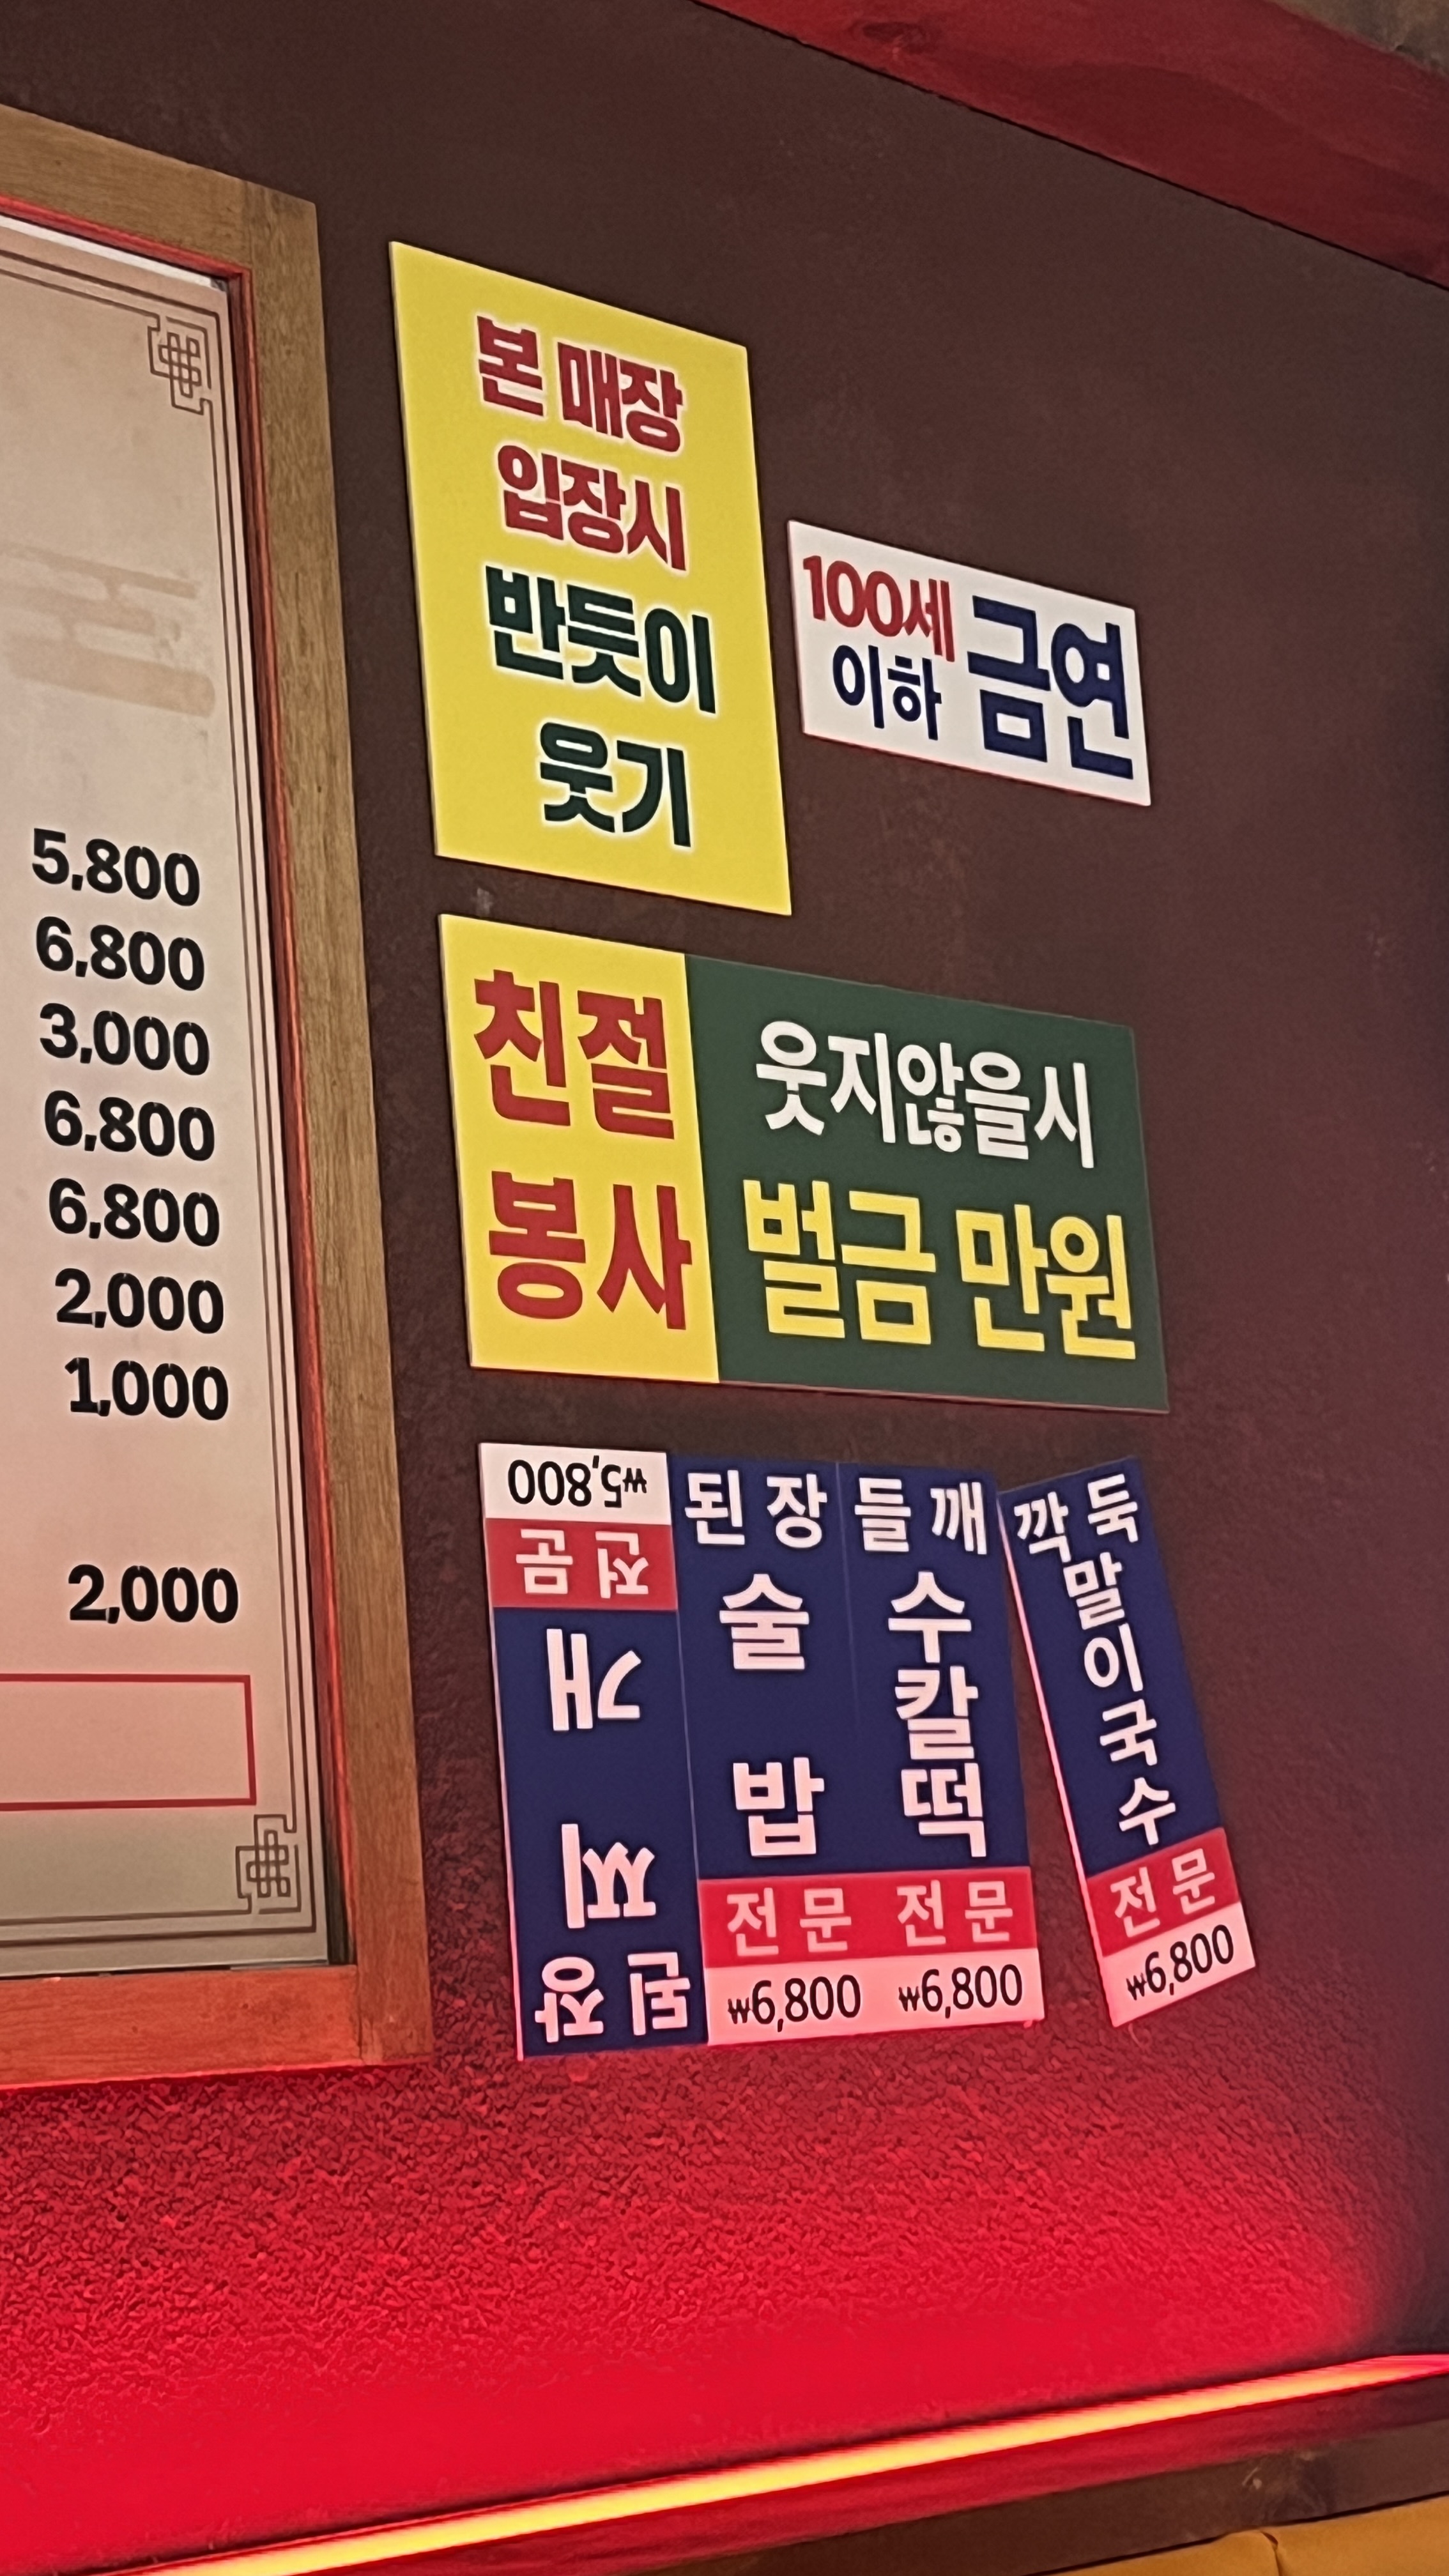 5,800
6,800
3,000
6,800
6,800
2,000
1,000
2,000
본 매장
입장시
반듯이
웃기
100세
이하
금연
친절
봉사
웃지않을시
벌금 만원
된장
찌개
전문
₩5,800
된장
술밥
전문
₩6,800
들깨
수칼떡
전문
₩6,800
깍둑
말이국수
전문
₩6,800